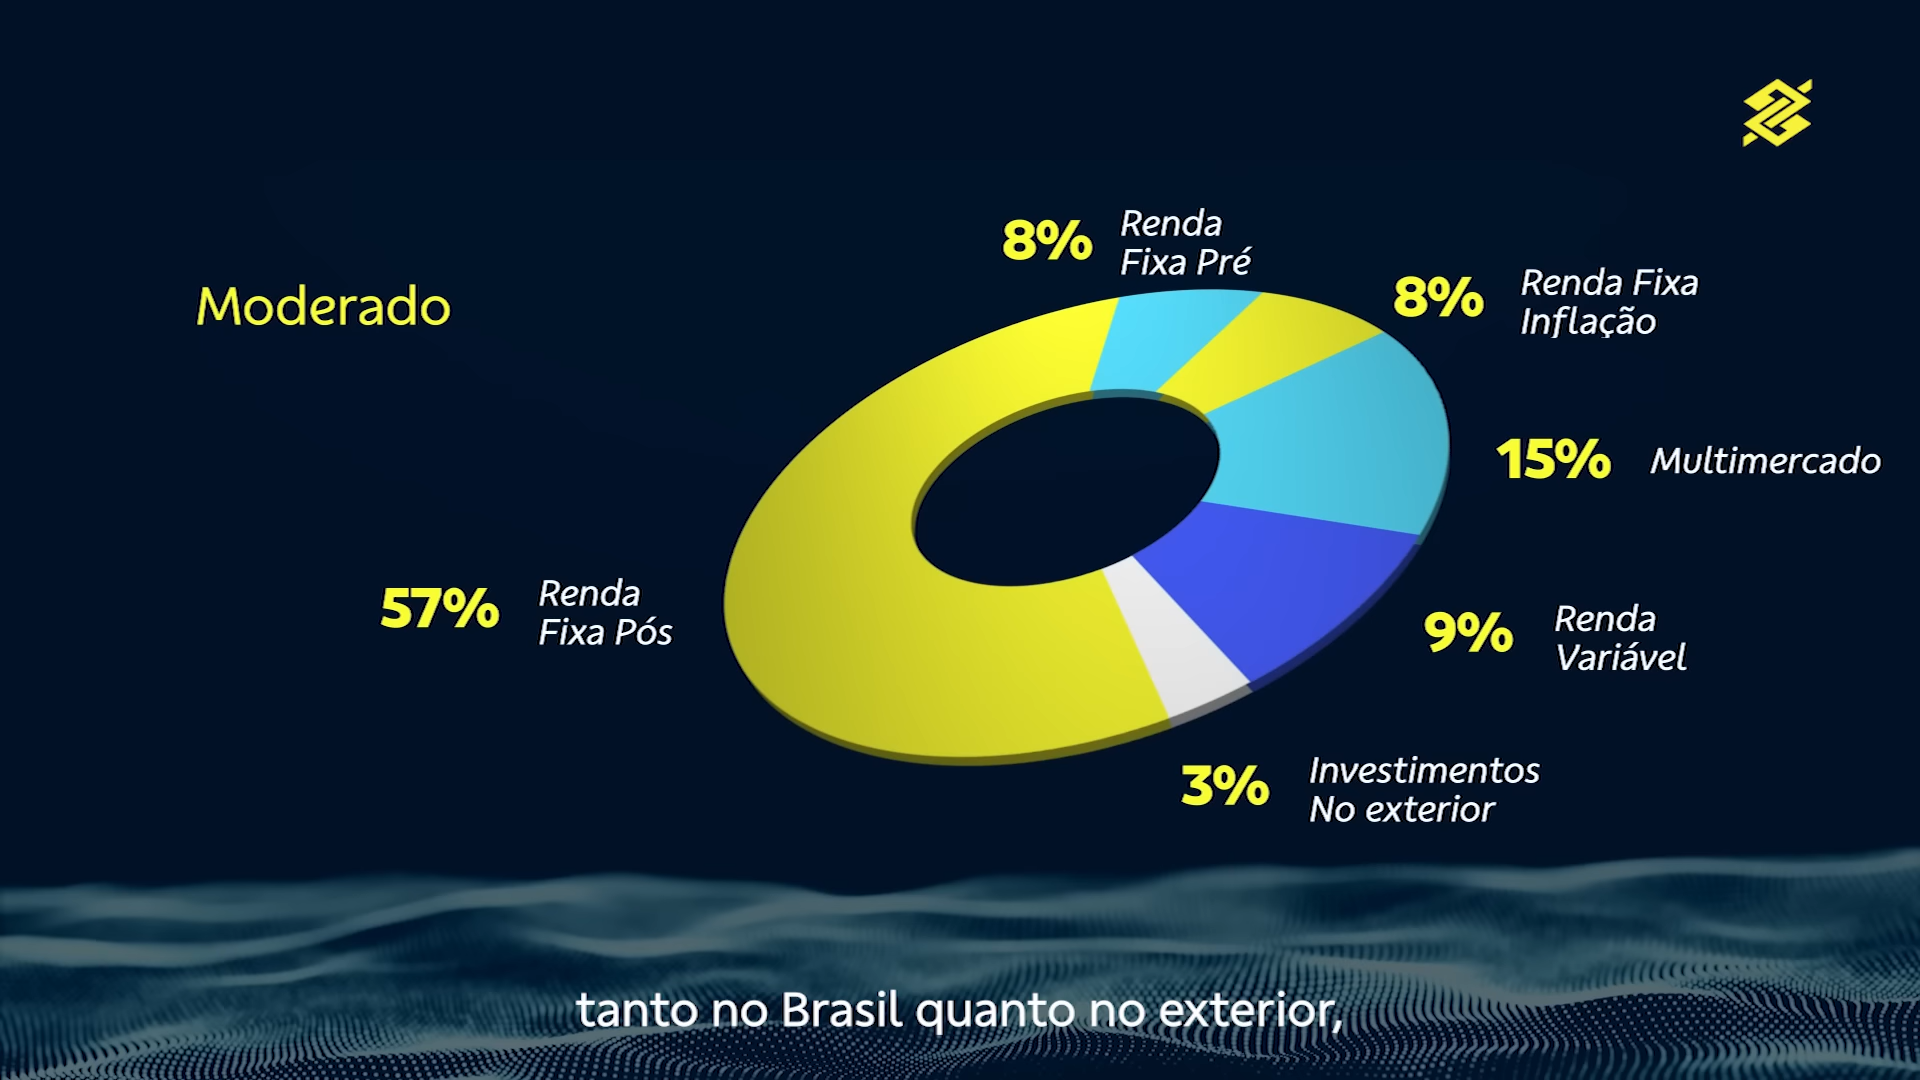 Moderado
8%
Renda
Fixa Pré
8%
Renda Fixa
Inflação
15%
Multimercado
9%
Renda
Variável
3%
Investimentos
No exterior
57%
Renda
Fixa Pós
tanto no Brasil quanto no exterior,